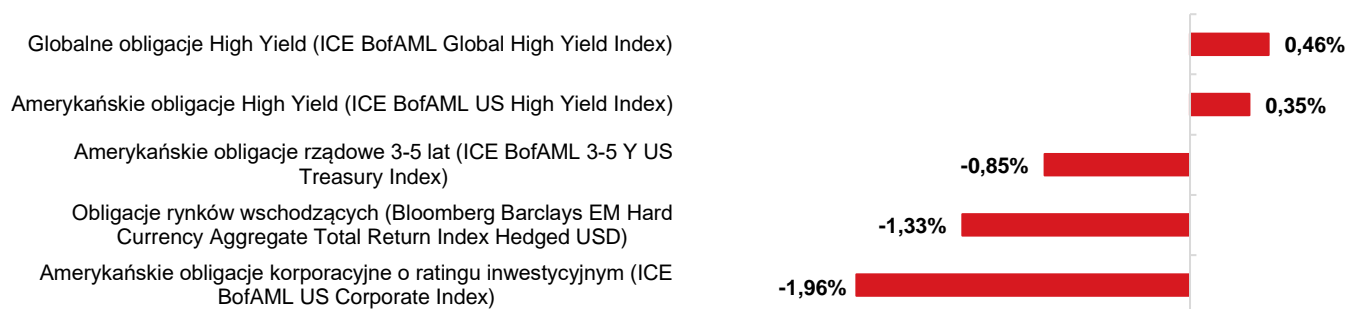 Globalne obligacje High Yield (ICE BofAML Global High Yield Index)
0,46%
Amerykańskie obligacje High Yield (ICE BofAML US High Yield Index)
0,35%
Amerykańskie obligacje rządowe 3-5 lat (ICE BofAML 3-5 Y US
Treasury Index)
-0,85%
Obligacje rynków wschodzących (Bloomberg Barclays EM Hard
Currency Aggregate Total Return Index Hedged USD)
-1,33%
Amerykańskie obligacje korporacyjne o ratingu inwestycyjnym (ICE
BofAML US Corporate Index)
-1,96%